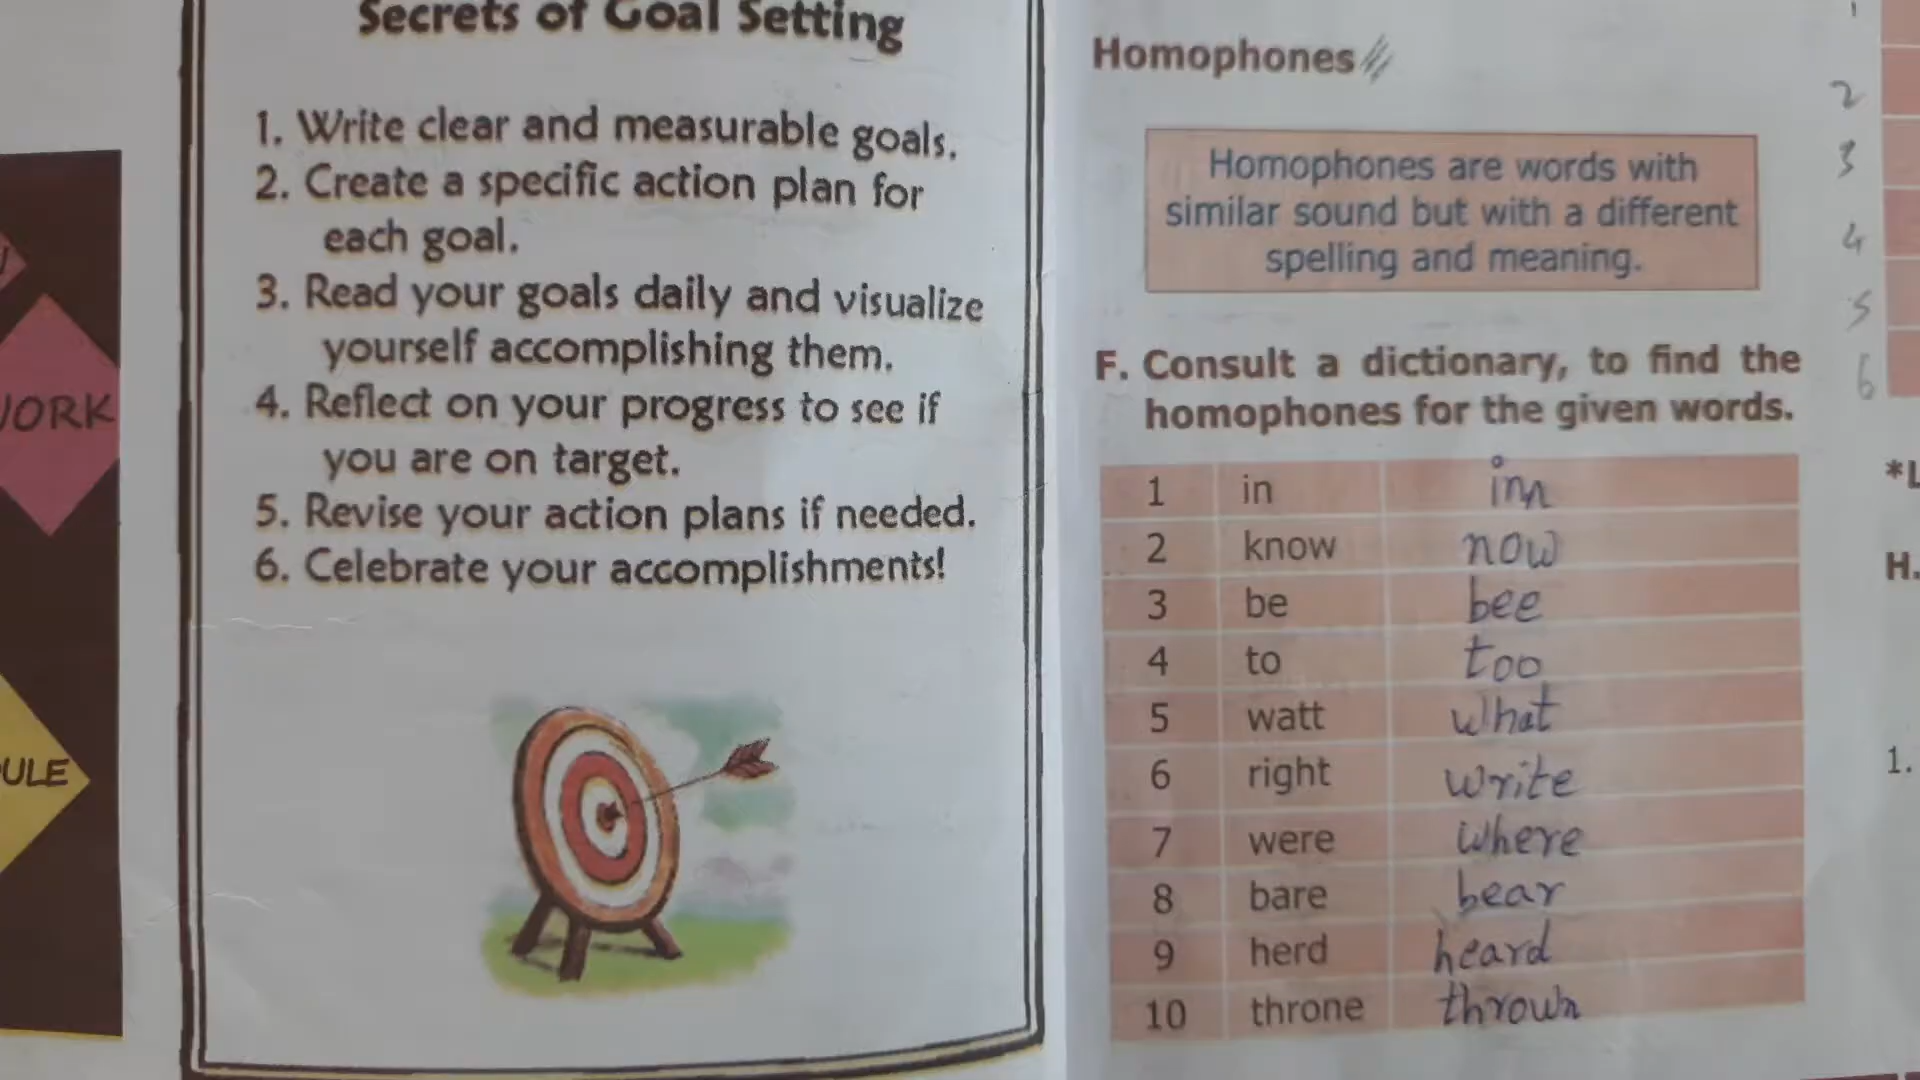 Secrets of Goal Setting
1. Write clear and measurable goals.
2. Create a specific action plan for
each goal.
3. Read your goals daily and visualize
yourself accomplishing them.
4. Reflect on your progress to see if
you are on target.
5. Revise your action plans if needed.
6. Celebrate your accomplishments!
Homophones
Homophones are words with
similar sound but with a different
spelling and meaning.
F. Consult a dictionary, to find the
homophones for the given words.
1 in inn
2 know now
3 be bee
4 to too
5 watt what
6 right write
7 were where
8 bare bear
9 herd heard
10 throne thrown
2
3
4
5
6
H.
1.